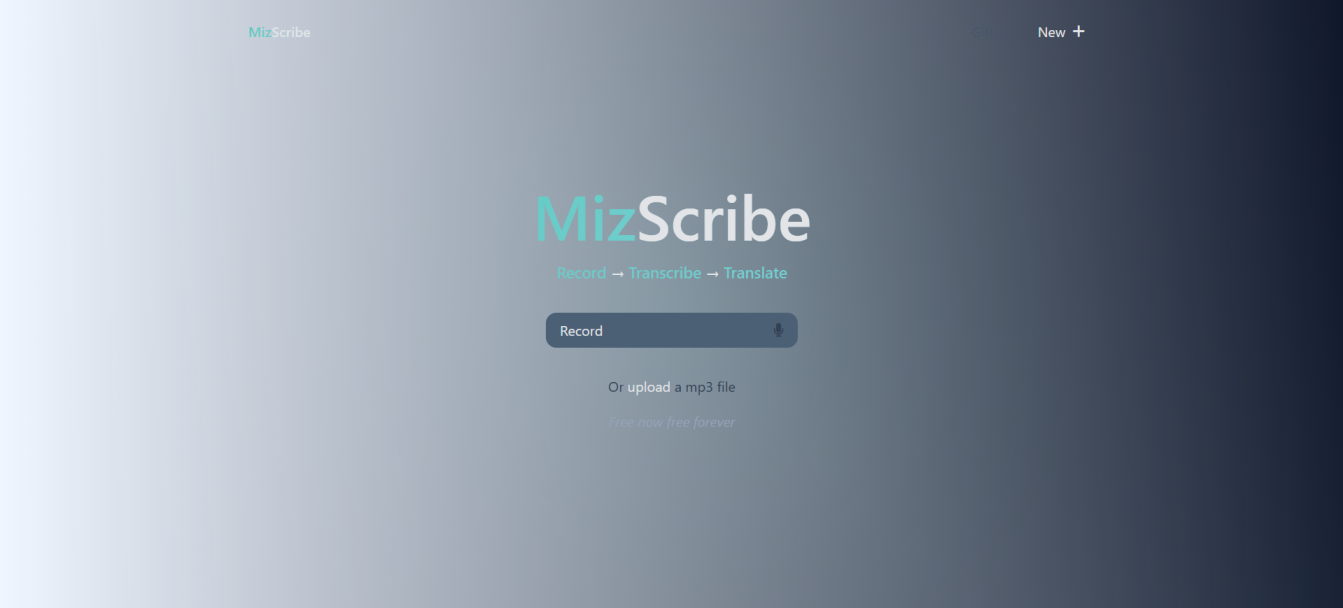 MizScribe
New +
MizScribe
Record → Transcribe → Translate
Record
Or upload a mp3 file
Free now free forever